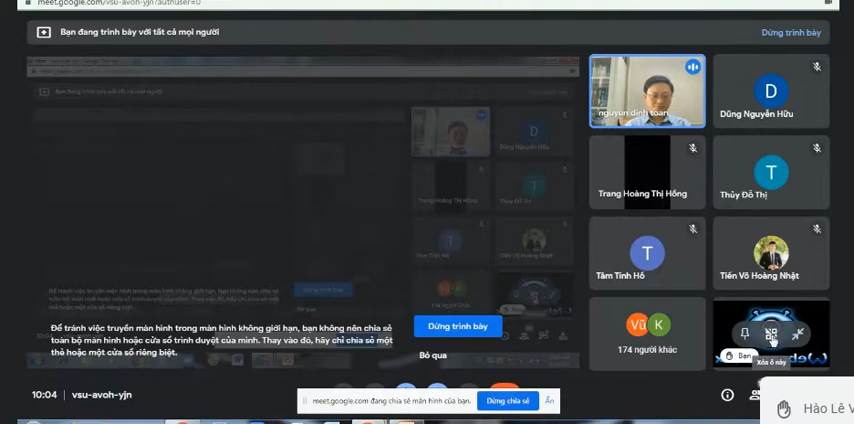 meet.google.com/vsu-avoh-yjn?authuser=0
Bạn đang trình bày với tất cả mọi người
Dừng trình bày
nguyen dinh toan
D
Dũng Nguyễn Hữu
Trang Hoàng Thị Hồng
T
Thủy Đỗ Thị
T
Tâm Tình Hồ
Tiến Võ Hoàng Nhật
Vũ K
174 người khác
Bạn
Xóa ô này
Để tránh việc truyền màn hình trong màn hình không giới hạn, bạn không nên chia sẻ
toàn bộ màn hình hoặc cửa sổ trình duyệt của mình. Thay vào đó, hãy chỉ chia sẻ một
thẻ hoặc một cửa sổ riêng biệt.
Dừng trình bày
Bỏ qua
10:04 | vsu-avoh-yjn
meet.google.com đang chia sẻ màn hình của bạn.
Dừng chia sẻ
Ẩn
Hào Lê V